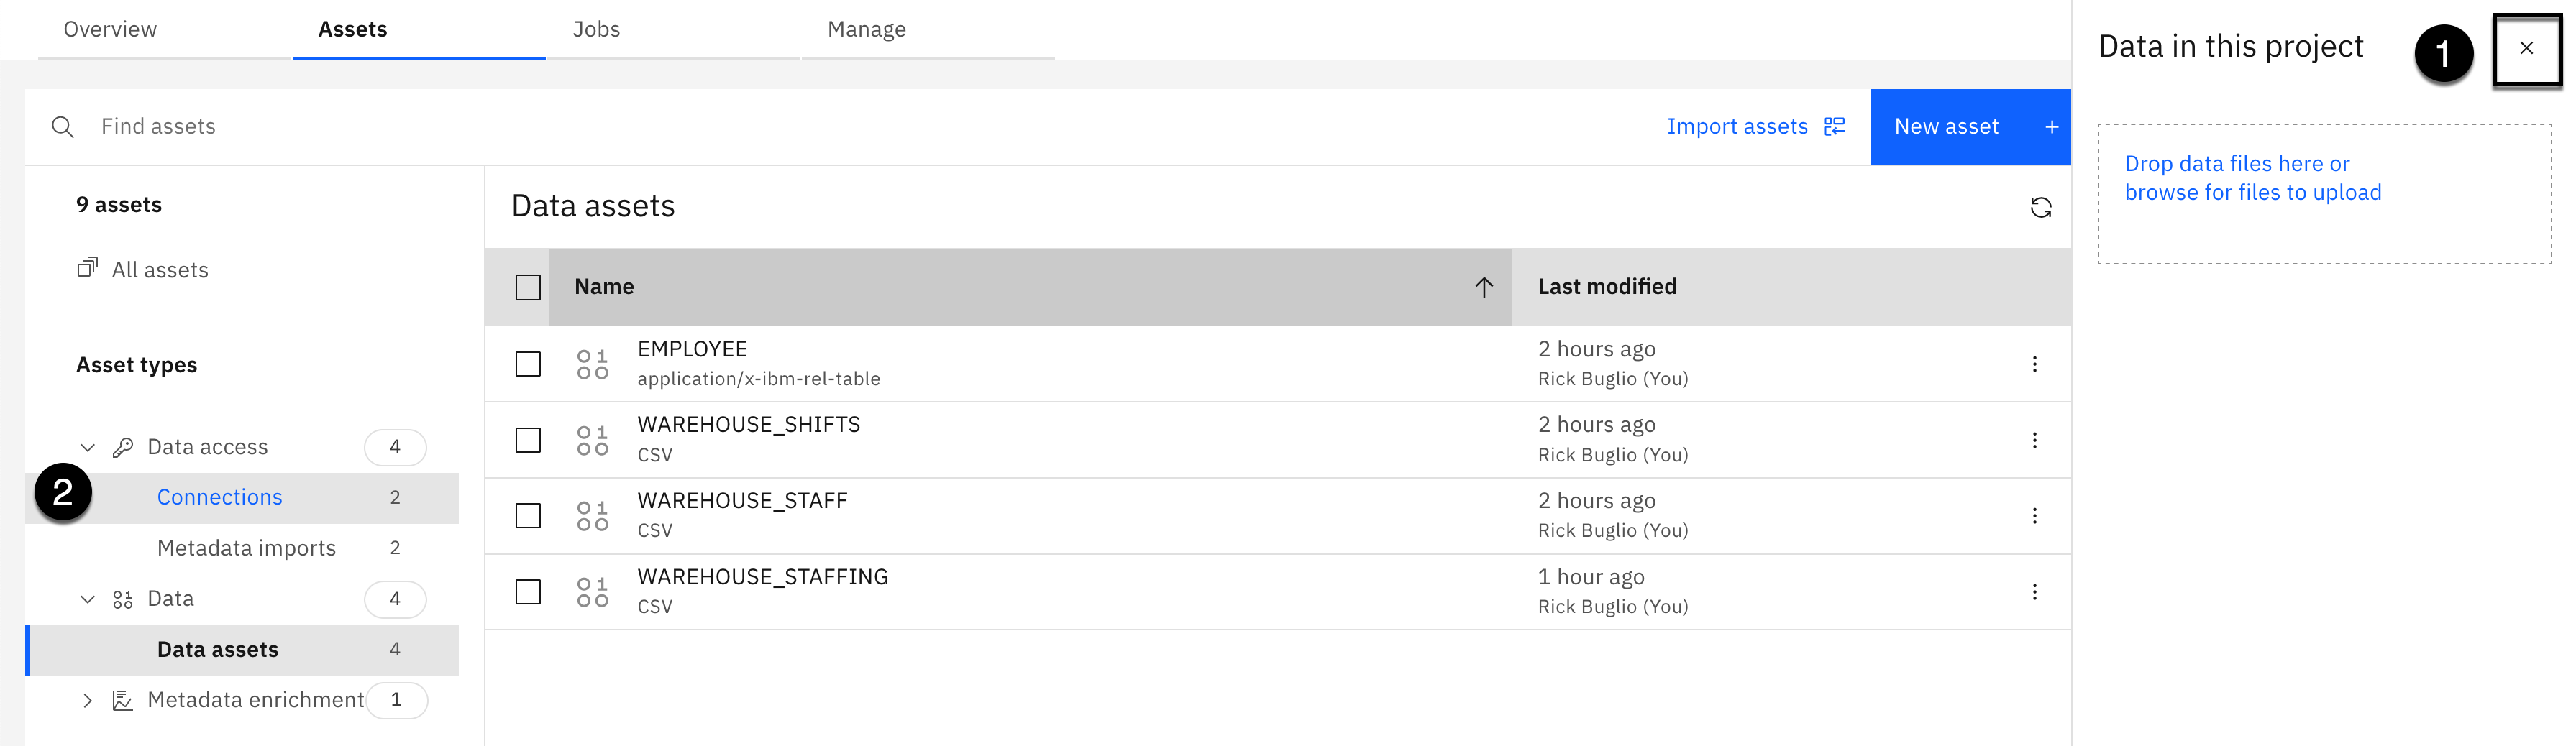 Overview
Assets
Jobs
Manage
Data in this project
1
Find assets
Import assets
New asset +
Drop data files here or
browse for files to upload
9 assets
All assets
Asset types
Data access 4
2
Connections 2
Metadata imports 2
Data 4
Data assets 4
Metadata enrichment 1
Data assets
Name
Last modified
EMPLOYEE
application/x-ibm-rel-table
2 hours ago
Rick Buglio (You)
WAREHOUSE_SHIFTS
CSV
2 hours ago
Rick Buglio (You)
WAREHOUSE_STAFF
CSV
2 hours ago
Rick Buglio (You)
WAREHOUSE_STAFFING
CSV
1 hour ago
Rick Buglio (You)